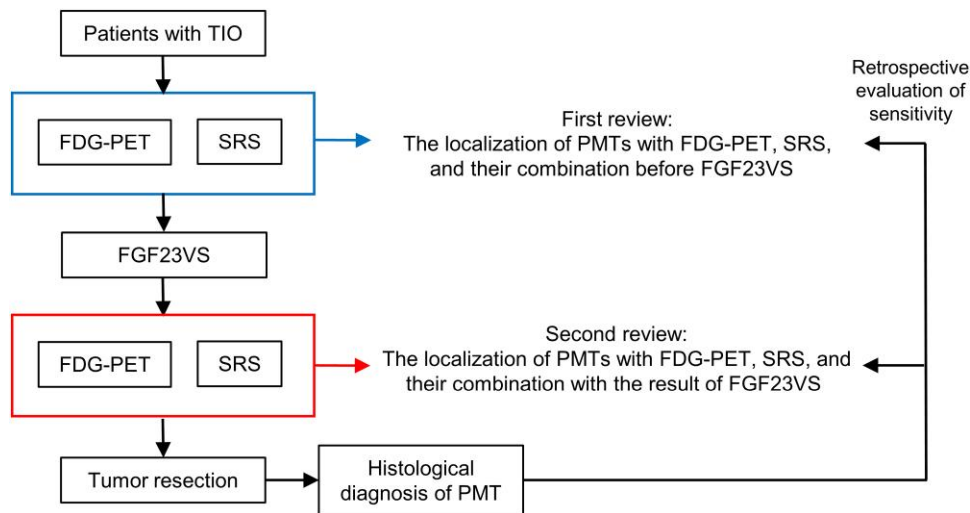 Patients with TIO
FDG-PET
SRS
First review:
The localization of PMTs with FDG-PET, SRS,
and their combination before FGF23VS
Retrospective
evaluation of
sensitivity
FGF23VS
FDG-PET
SRS
Second review:
The localization of PMTs with FDG-PET, SRS, and
their combination with the result of FGF23VS
Tumor resection
Histological
diagnosis of PMT